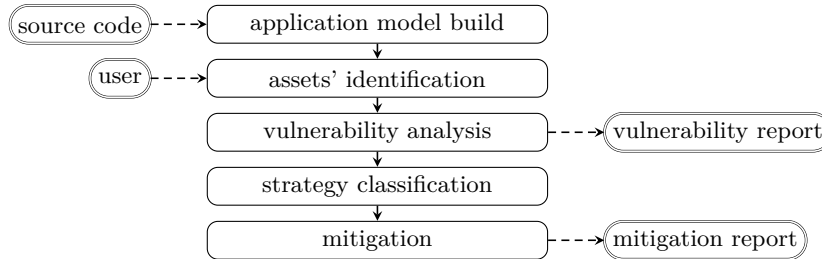 source code
application model build
user
assets' identification
vulnerability analysis
vulnerability report
strategy classification
mitigation
mitigation report